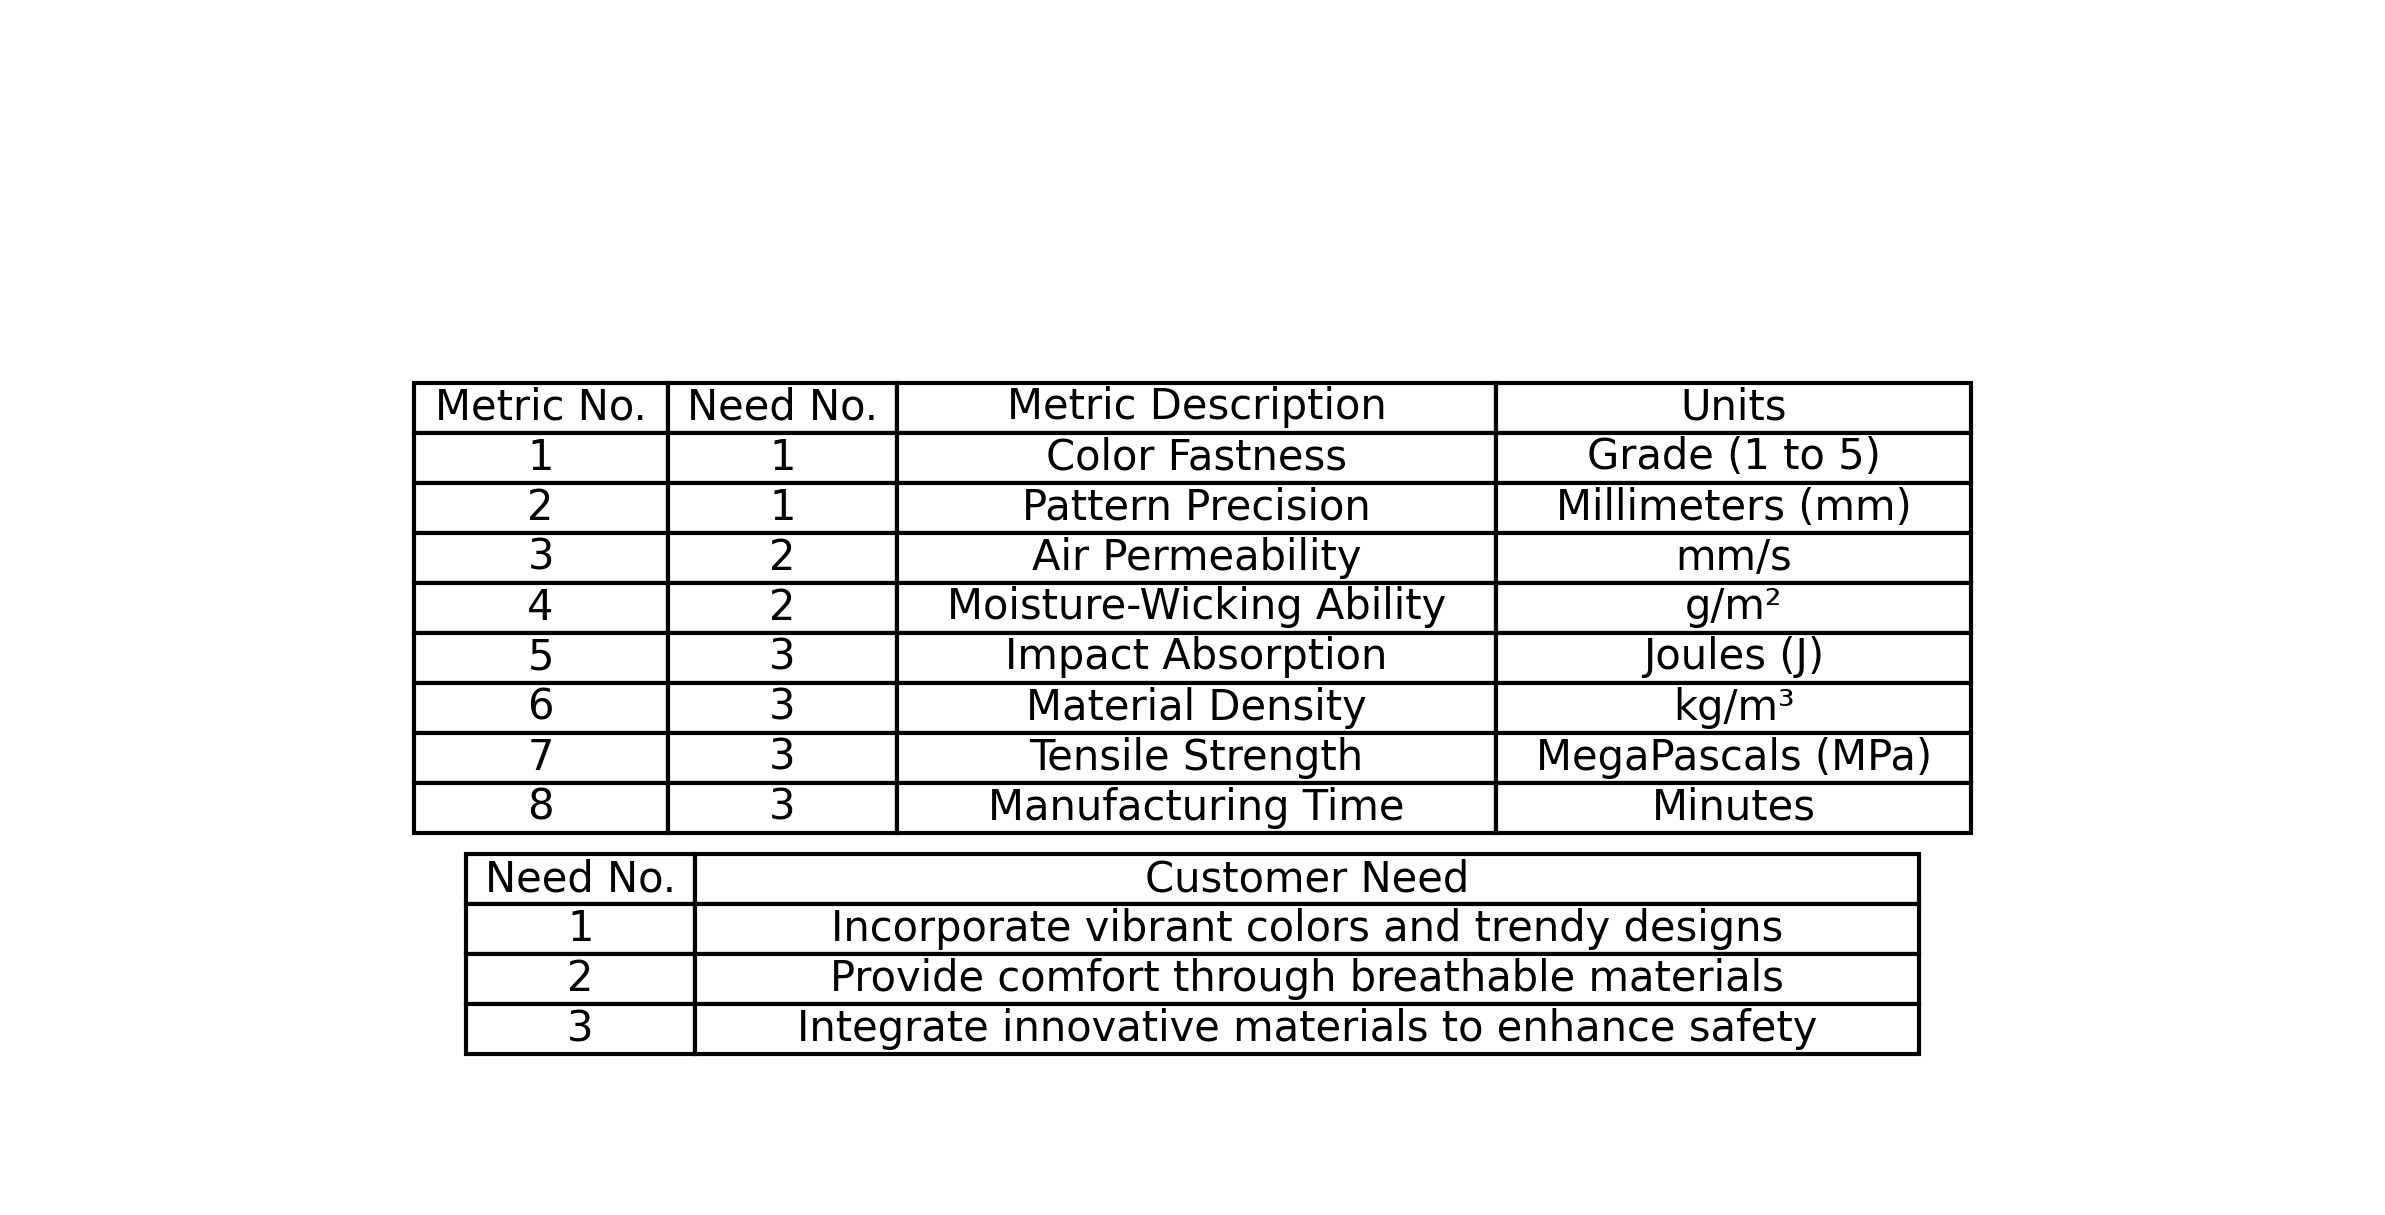 Metric No. Need No. Metric Description Units
1 1 Color Fastness Grade (1 to 5)
2 1 Pattern Precision Millimeters (mm)
3 2 Air Permeability mm/s
4 2 Moisture-Wicking Ability g/m²
5 3 Impact Absorption Joules (J)
6 3 Material Density kg/m³
7 3 Tensile Strength MegaPascals (MPa)
8 3 Manufacturing Time Minutes
Need No. Customer Need
1 Incorporate vibrant colors and trendy designs
2 Provide comfort through breathable materials
3 Integrate innovative materials to enhance safety